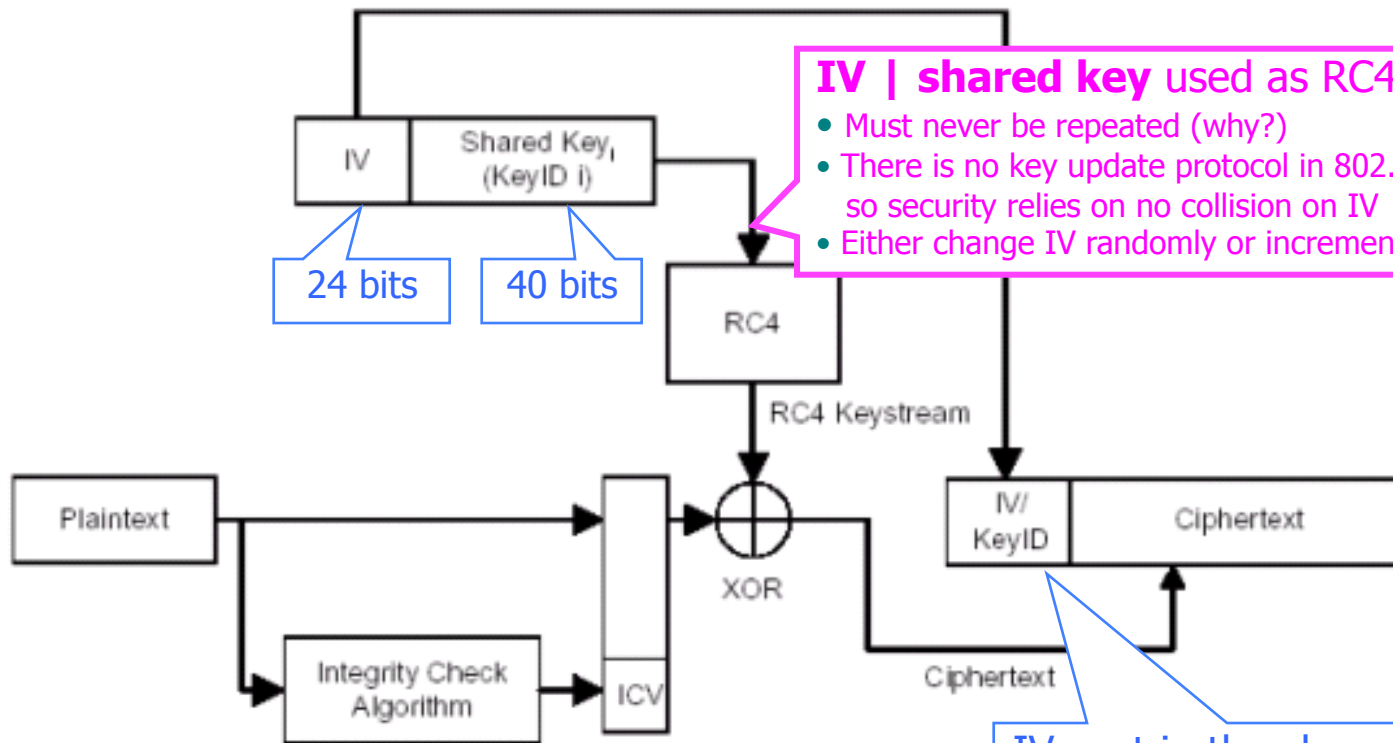 IV | shared key used as RC4
• Must never be repeated (why?)
• There is no key update protocol in 802.
so security relies on no collision on IV
• Either change IV randomly or incremen
IV
Shared Keyi
(KeyID i)
24 bits
40 bits
RC4
RC4 Keystream
Plaintext
IV/
KeyID
Ciphertext
XOR
Integrity Check
Algorithm
ICV
Ciphertext